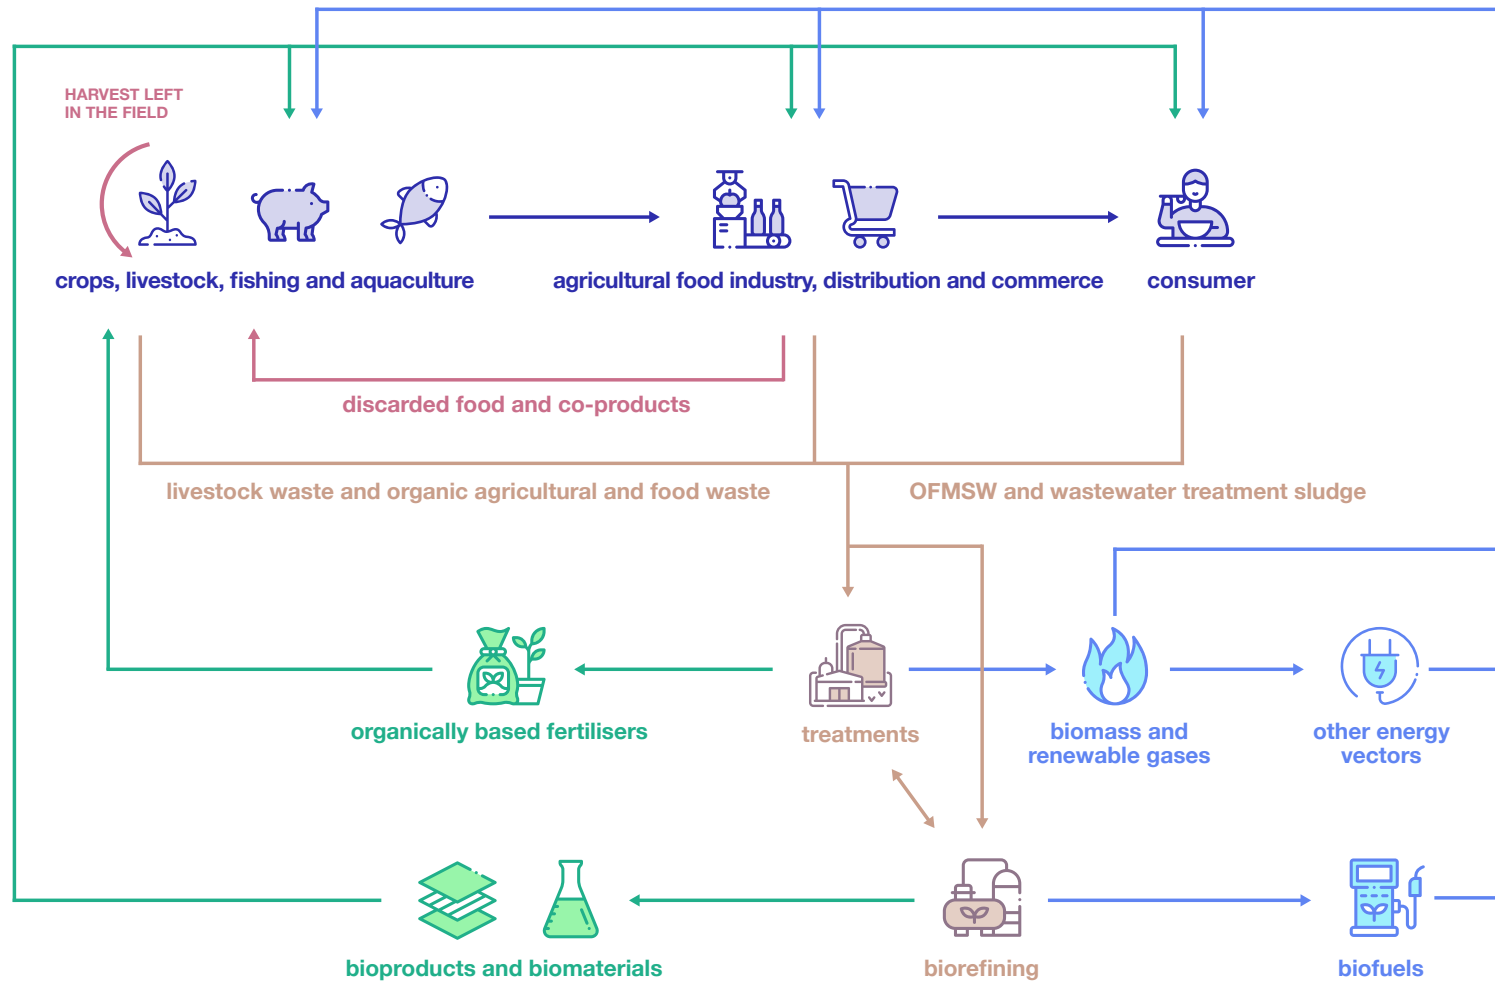 HARVEST LEFT
IN THE FIELD
crops, livestock, fishing and aquaculture
agricultural food industry, distribution and commerce
consumer
discarded food and co-products
livestock waste and organic agricultural and food waste
OFMSW and wastewater treatment sludge
organically based fertilisers
treatments
biomass and
renewable gases
other energy
vectors
bioproducts and biomaterials
biorefining
biofuels